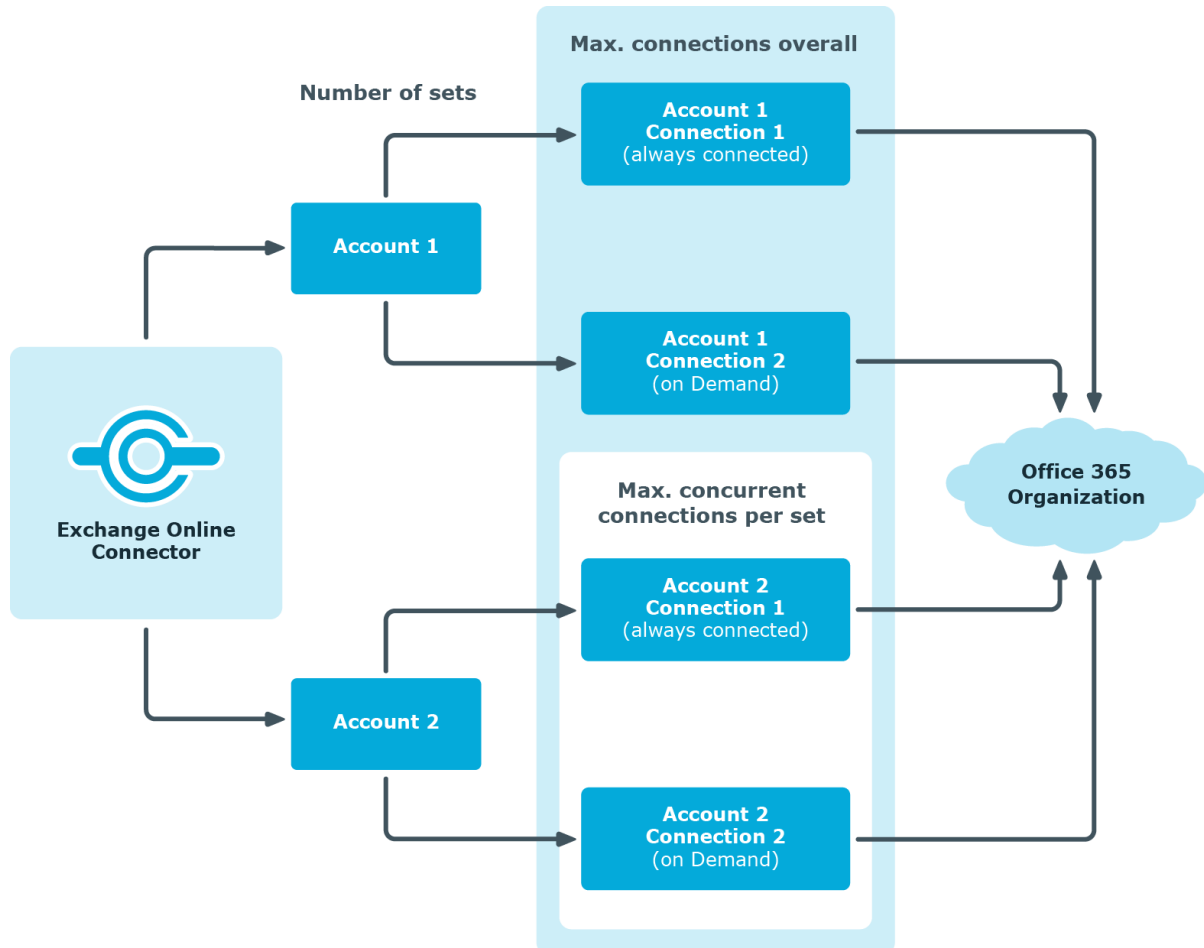 Max. connections overall
Number of sets
Account 1
Connection 1
(always connected)
Account 1
Account 1
Connection 2
(on Demand)
Exchange Online
Connector
Max. concurrent
connections per set
Office 365
Organization
Account 2
Connection 1
(always connected)
Account 2
Account 2
Connection 2
(on Demand)